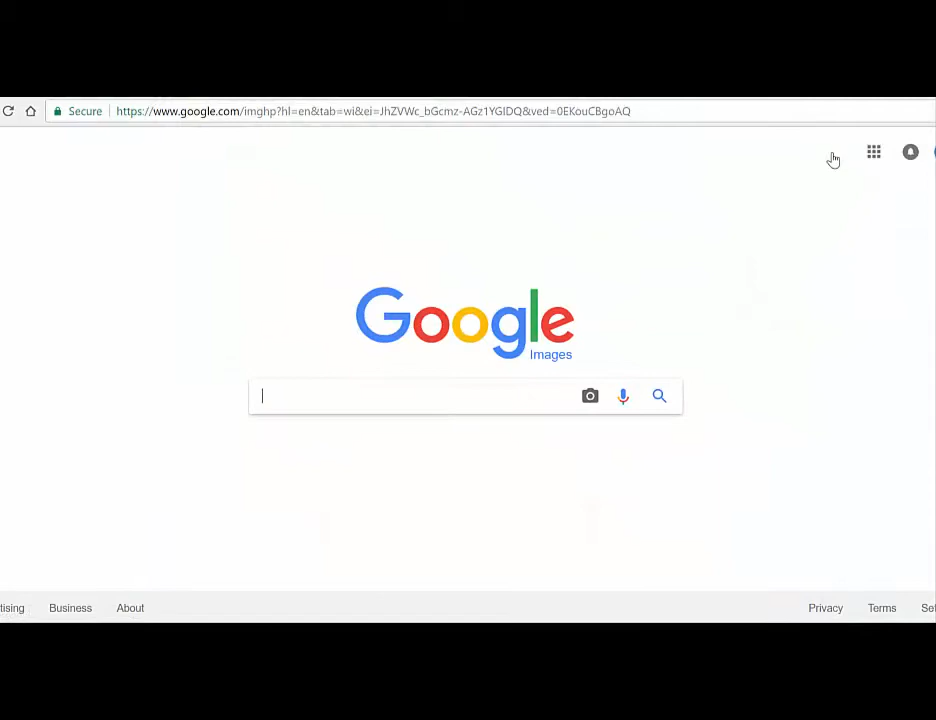 Secure https://www.google.com/imghp?hl=en&tab=wi&ei=JhZVWc_bGcmz-AGz1YGIDQ&ved=0EKouCBgoAQ
Google
Images
tising Business About Privacy Terms Set